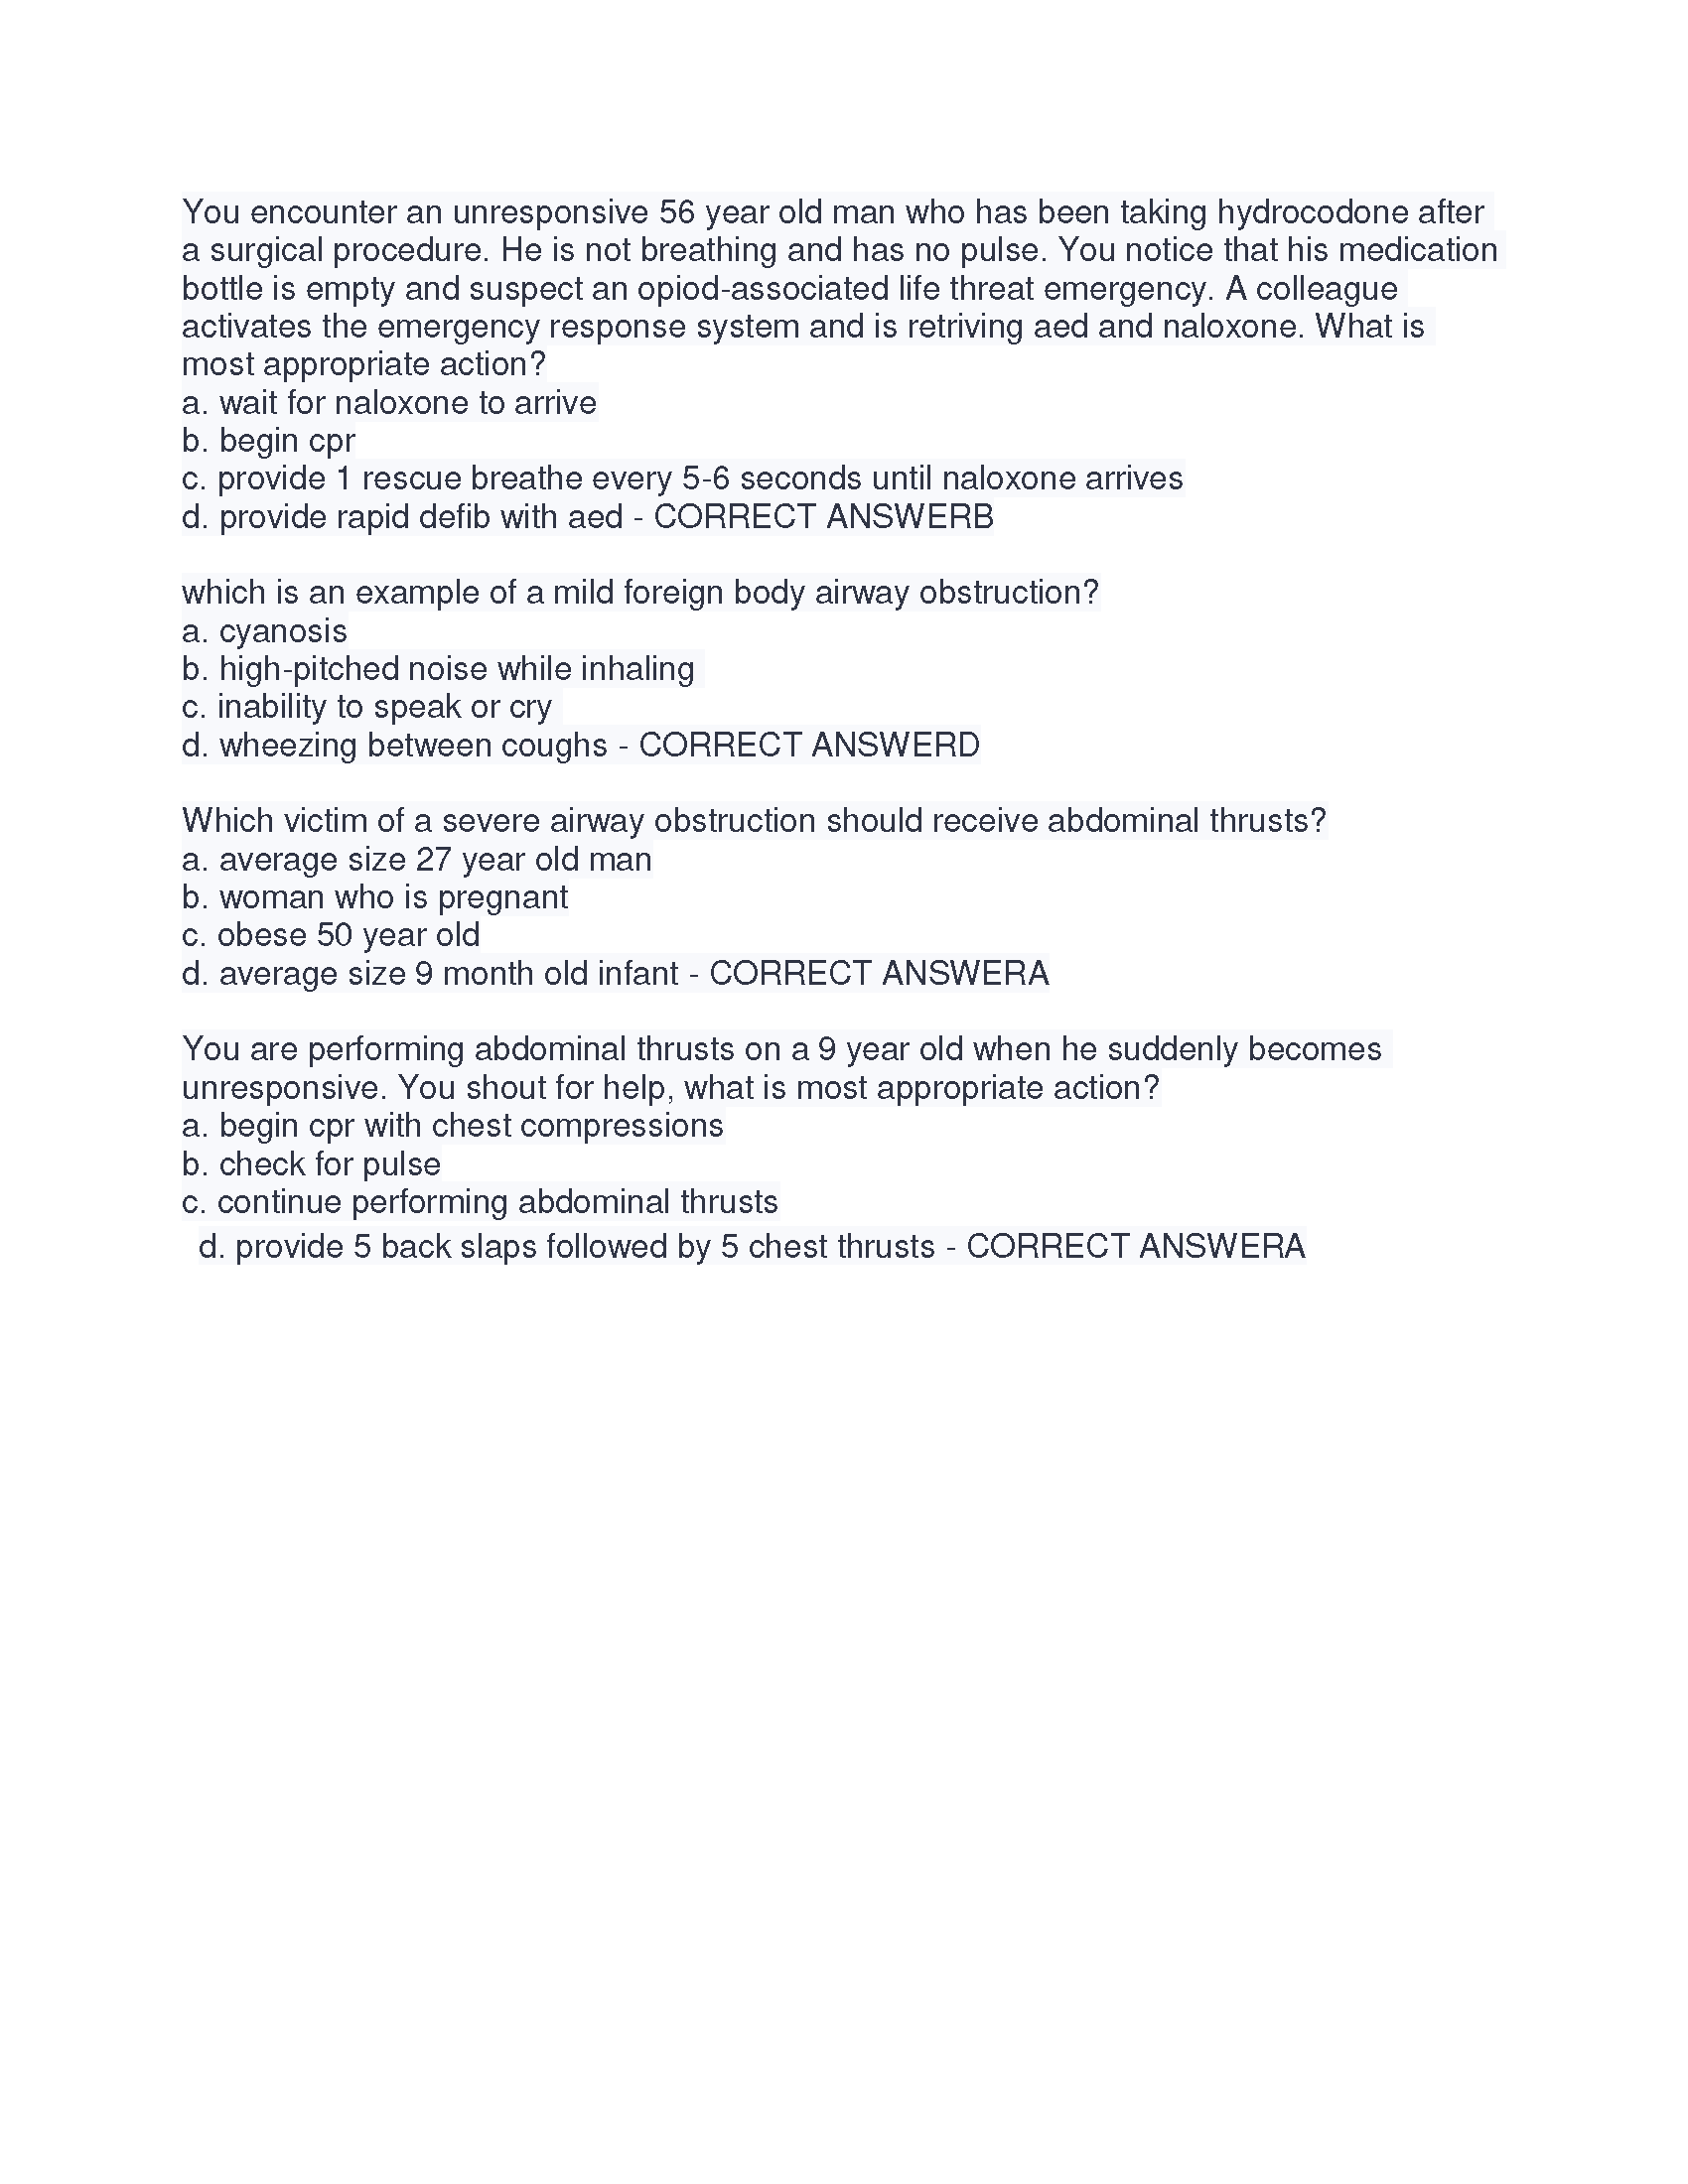 You encounter an unresponsive 56 year old man who has been taking hydrocodone after
a surgical procedure. He is not breathing and has no pulse. You notice that his medication
bottle is empty and suspect an opiod-associated life threat emergency. A colleague
activates the emergency response system and is retriving aed and naloxone. What is
most appropriate action?
a. wait for naloxone to arrive
b. begin cpr
c. provide 1 rescue breathe every 5-6 seconds until naloxone arrives
d. provide rapid defib with aed - CORRECT ANSWERB
which is an example of a mild foreign body airway obstruction?
a. cyanosis
b. high-pitched noise while inhaling
c. inability to speak or cry
d. wheezing between coughs - CORRECT ANSWERD
Which victim of a severe airway obstruction should receive abdominal thrusts?
a. average size 27 year old man
b. woman who is pregnant
c. obese 50 year old
d. average size 9 month old infant - CORRECT ANSWERA
You are performing abdominal thrusts on a 9 year old when he suddenly becomes
unresponsive. You shout for help, what is most appropriate action?
a. begin cpr with chest compressions
b. check for pulse
c. continue performing abdominal thrusts
d. provide 5 back slaps followed by 5 chest thrusts - CORRECT ANSWERA